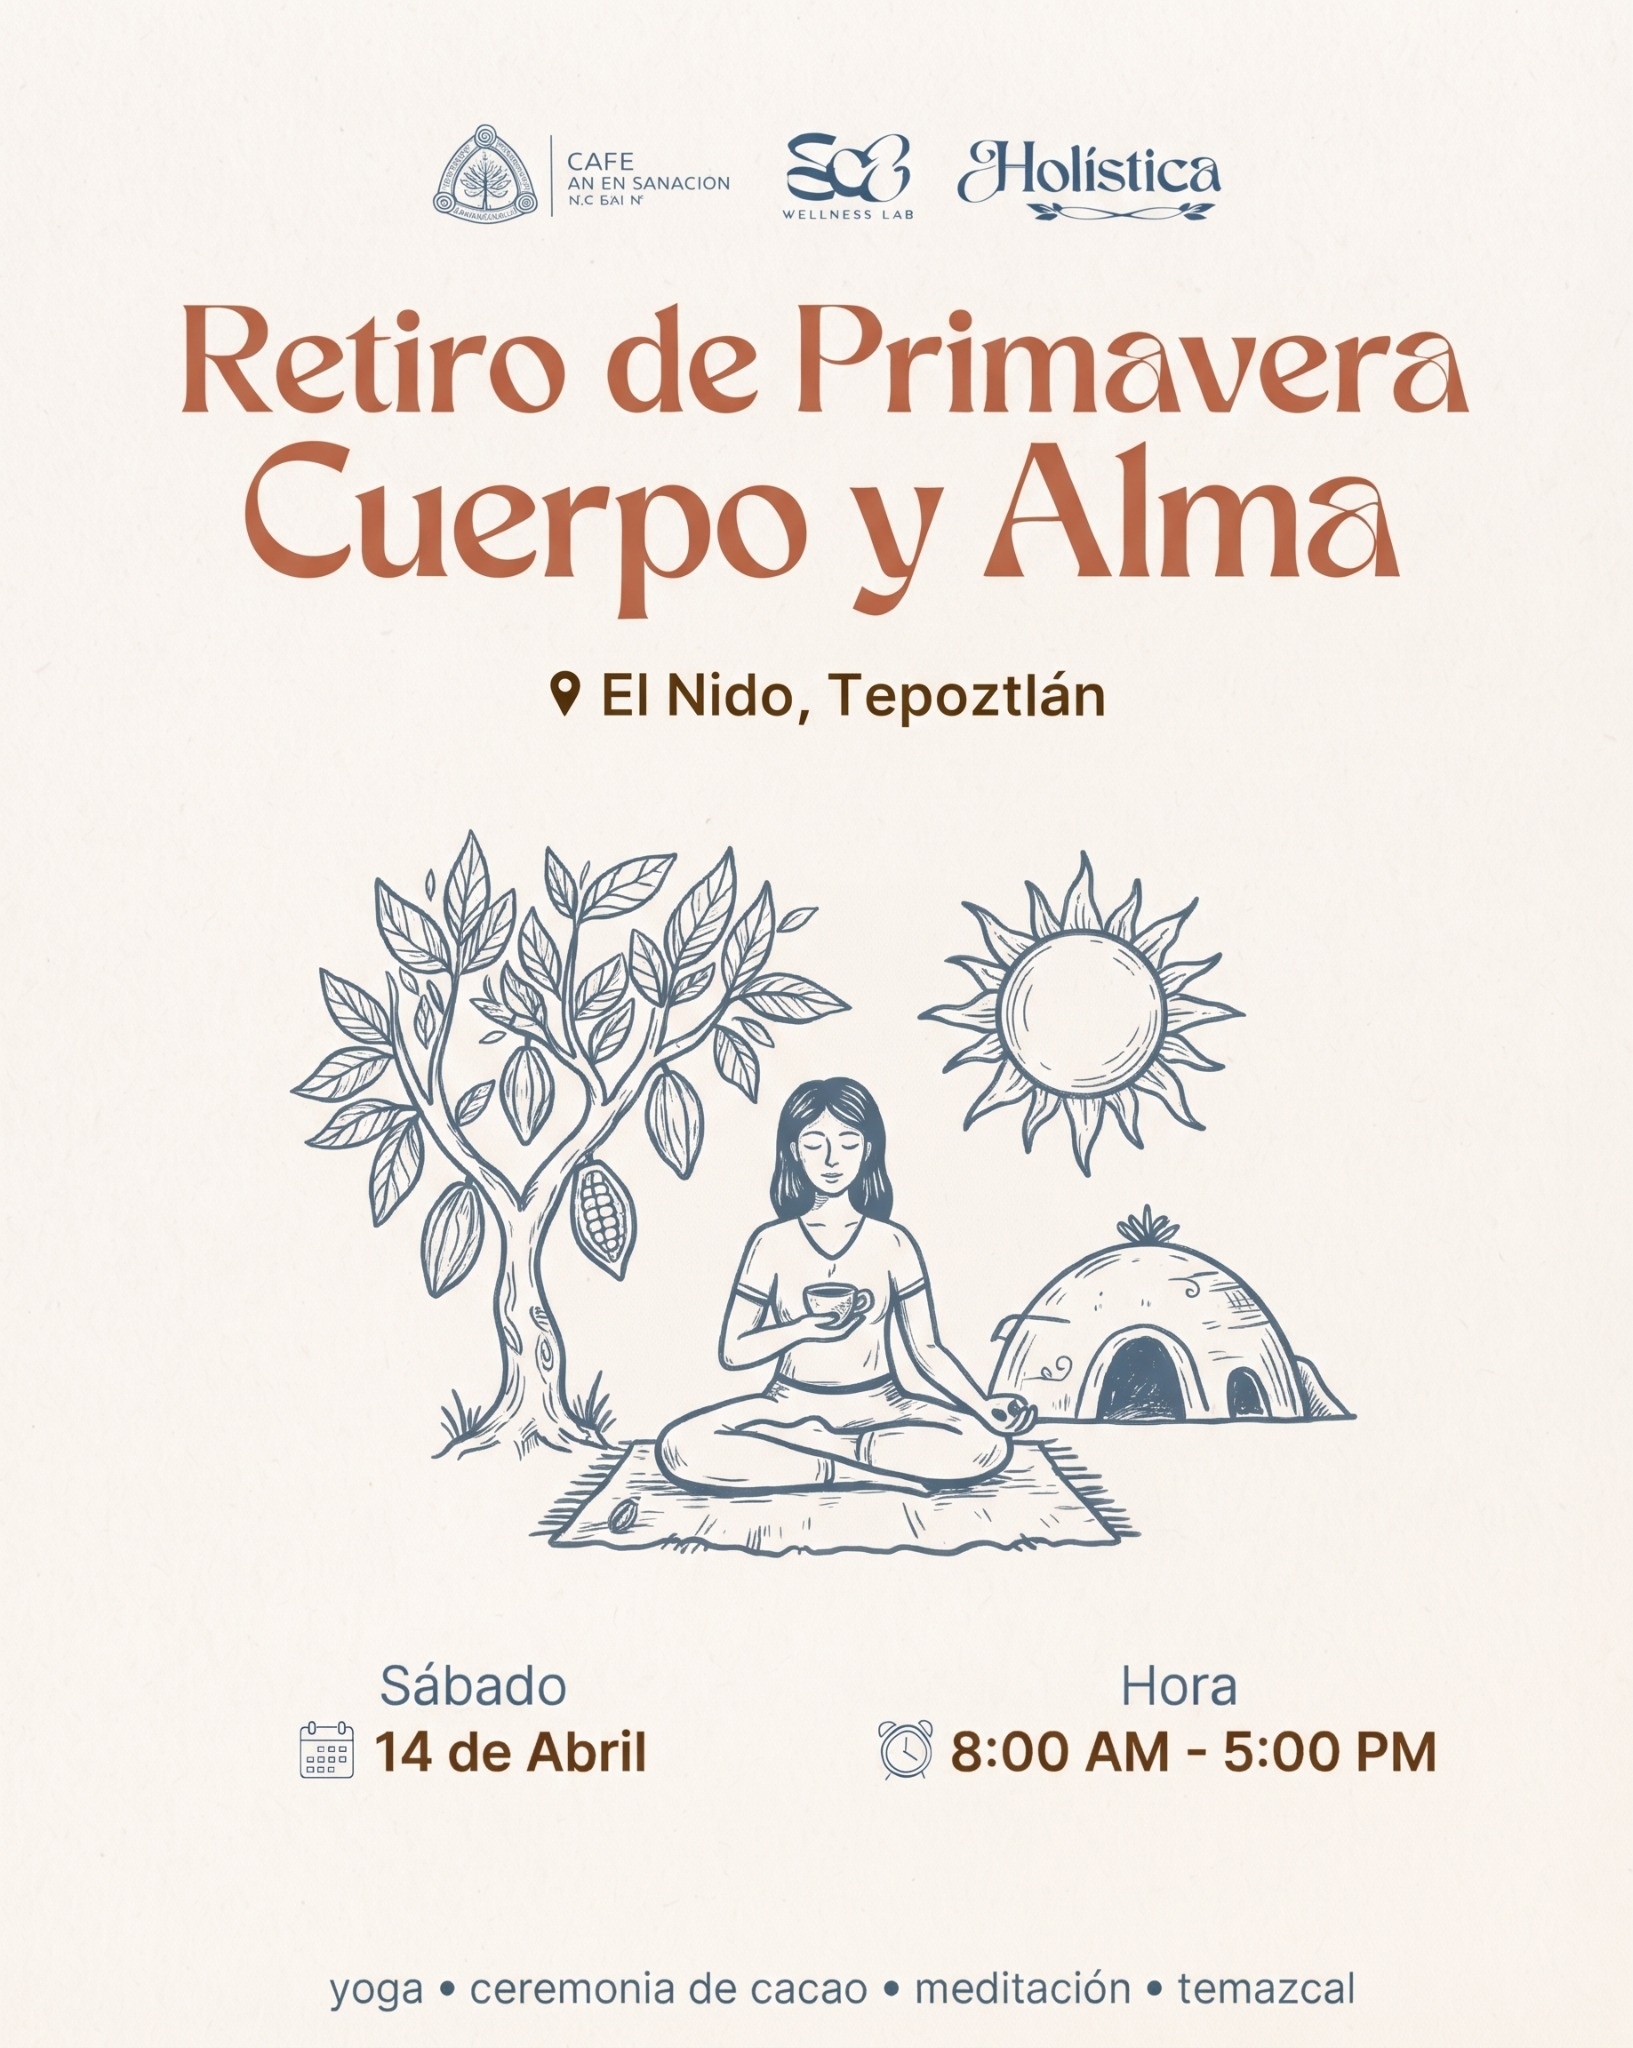 CAFE
AN EN SANACION
WELLNESS LAB
Holística
Retiro de Primavera
Cuerpo y Alma
El Nido, Tepoztlán
Sábado
14 de Abril
Hora
8:00 AM - 5:00 PM
yoga • ceremonia de cacao • meditación • temazcal